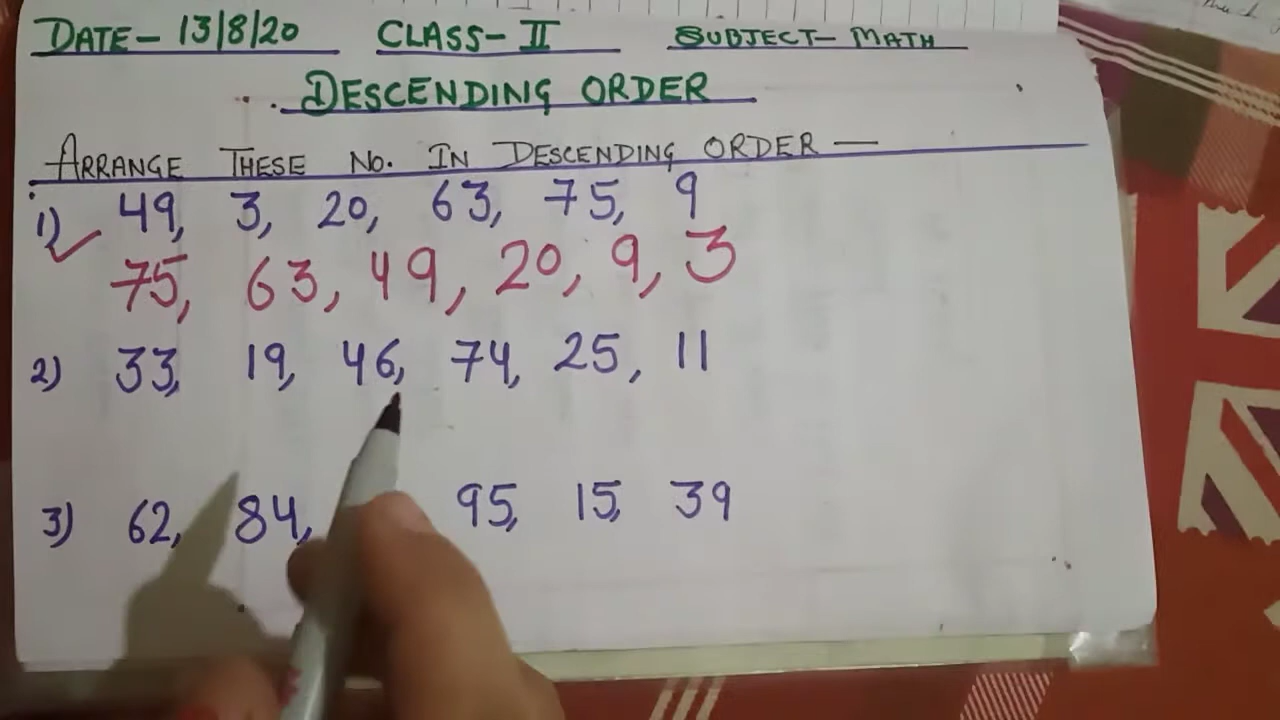 DATE- 13/8/20 CLASS- II SUBJECT- MATH
DESCENDING ORDER
ARRANGE THESE NO. IN DESCENDING ORDER —
1) 49, 3, 20, 63, 75, 9
75, 63, 49, 20, 9, 3
2) 33, 19, 46, 74, 25, 11
3) 62, 84, 95, 15, 39